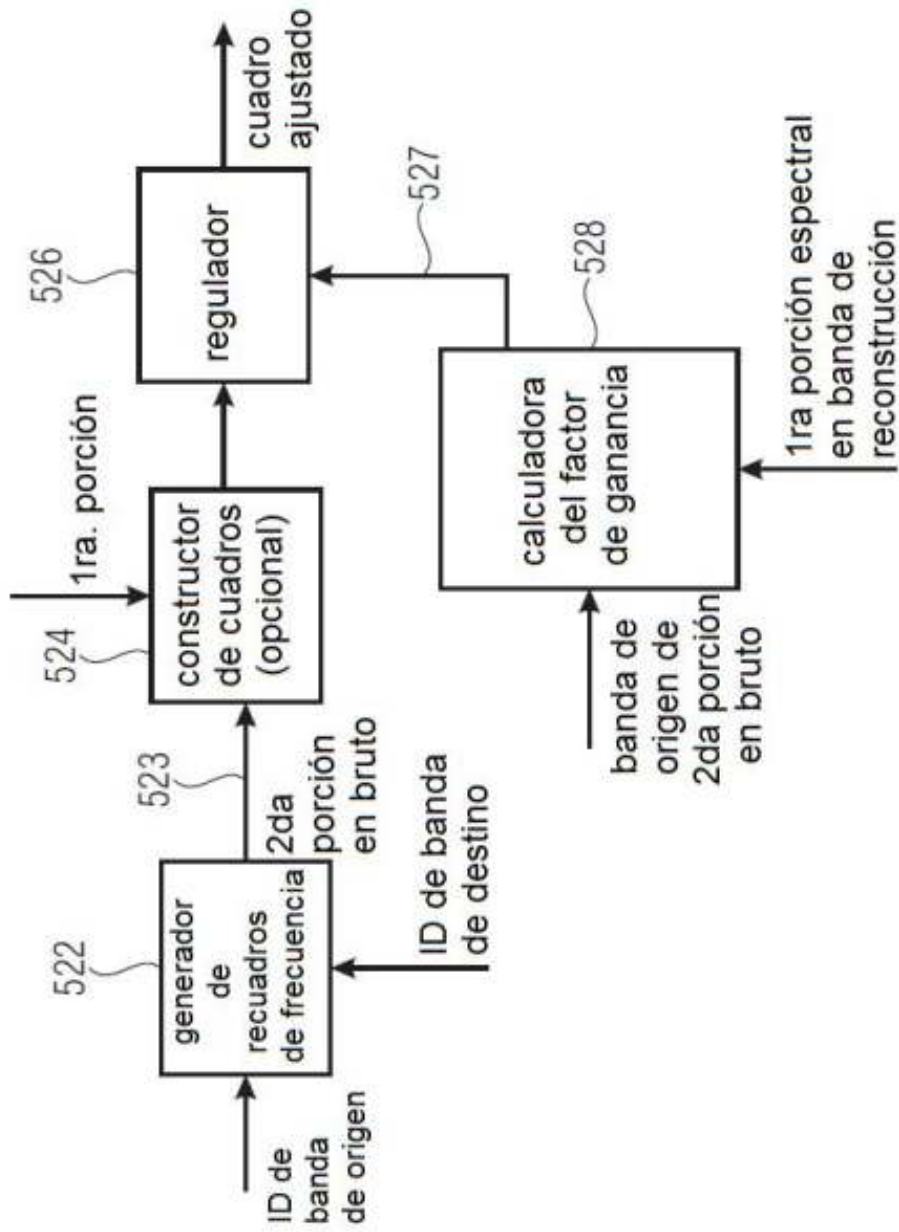 ID de
banda
de origen
522
generador
de
recuadros
de frecuencia
ID de banda
de destino
523
2da
porción
en bruto
524
1ra. porción
constructor
de cuadros
(opcional)
526
regulador
cuadro
ajustado
527
528
calculadora
del factor
de ganancia
banda de
origen de
2da porción
en bruto
1ra porción espectral
en banda de
reconstrucción